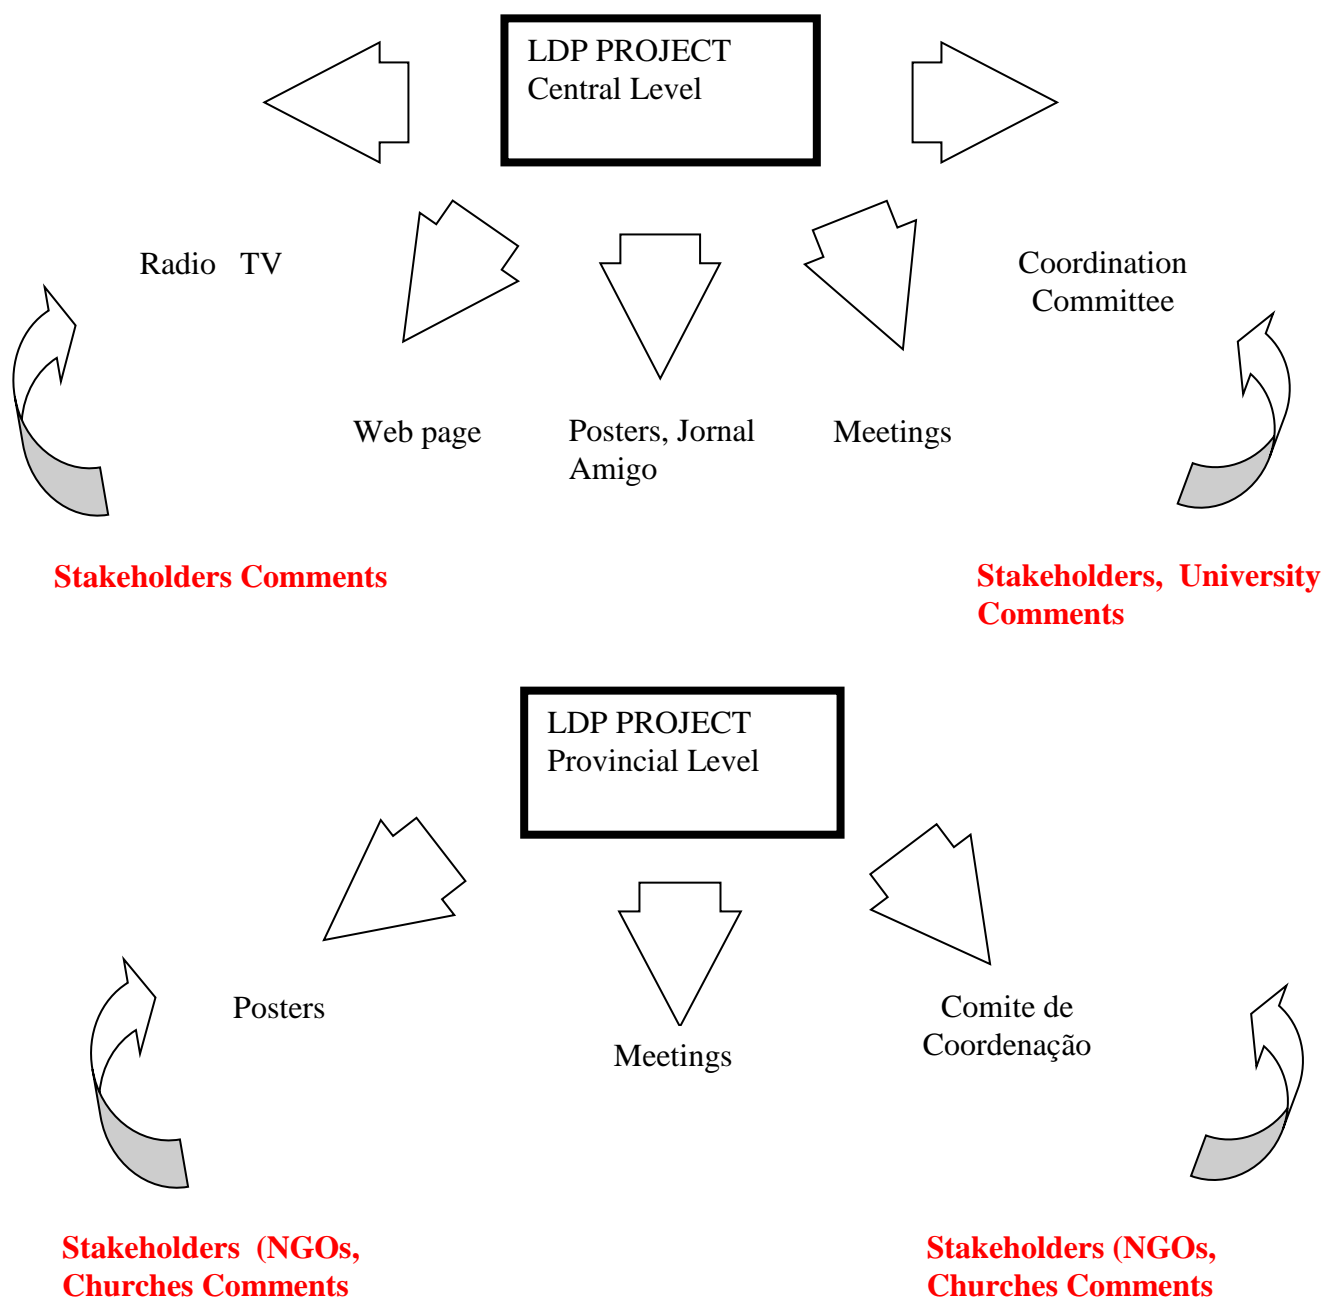 LDP PROJECT
Central Level
Radio TV
Coordination
Committee
Web page
Posters, Jornal
Amigo
Meetings
Stakeholders Comments
Stakeholders, University
Comments
LDP PROJECT
Provincial Level
Posters
Meetings
Comite de
Coordenação
Stakeholders (NGOs,
Churches Comments
Stakeholders (NGOs,
Churches Comments